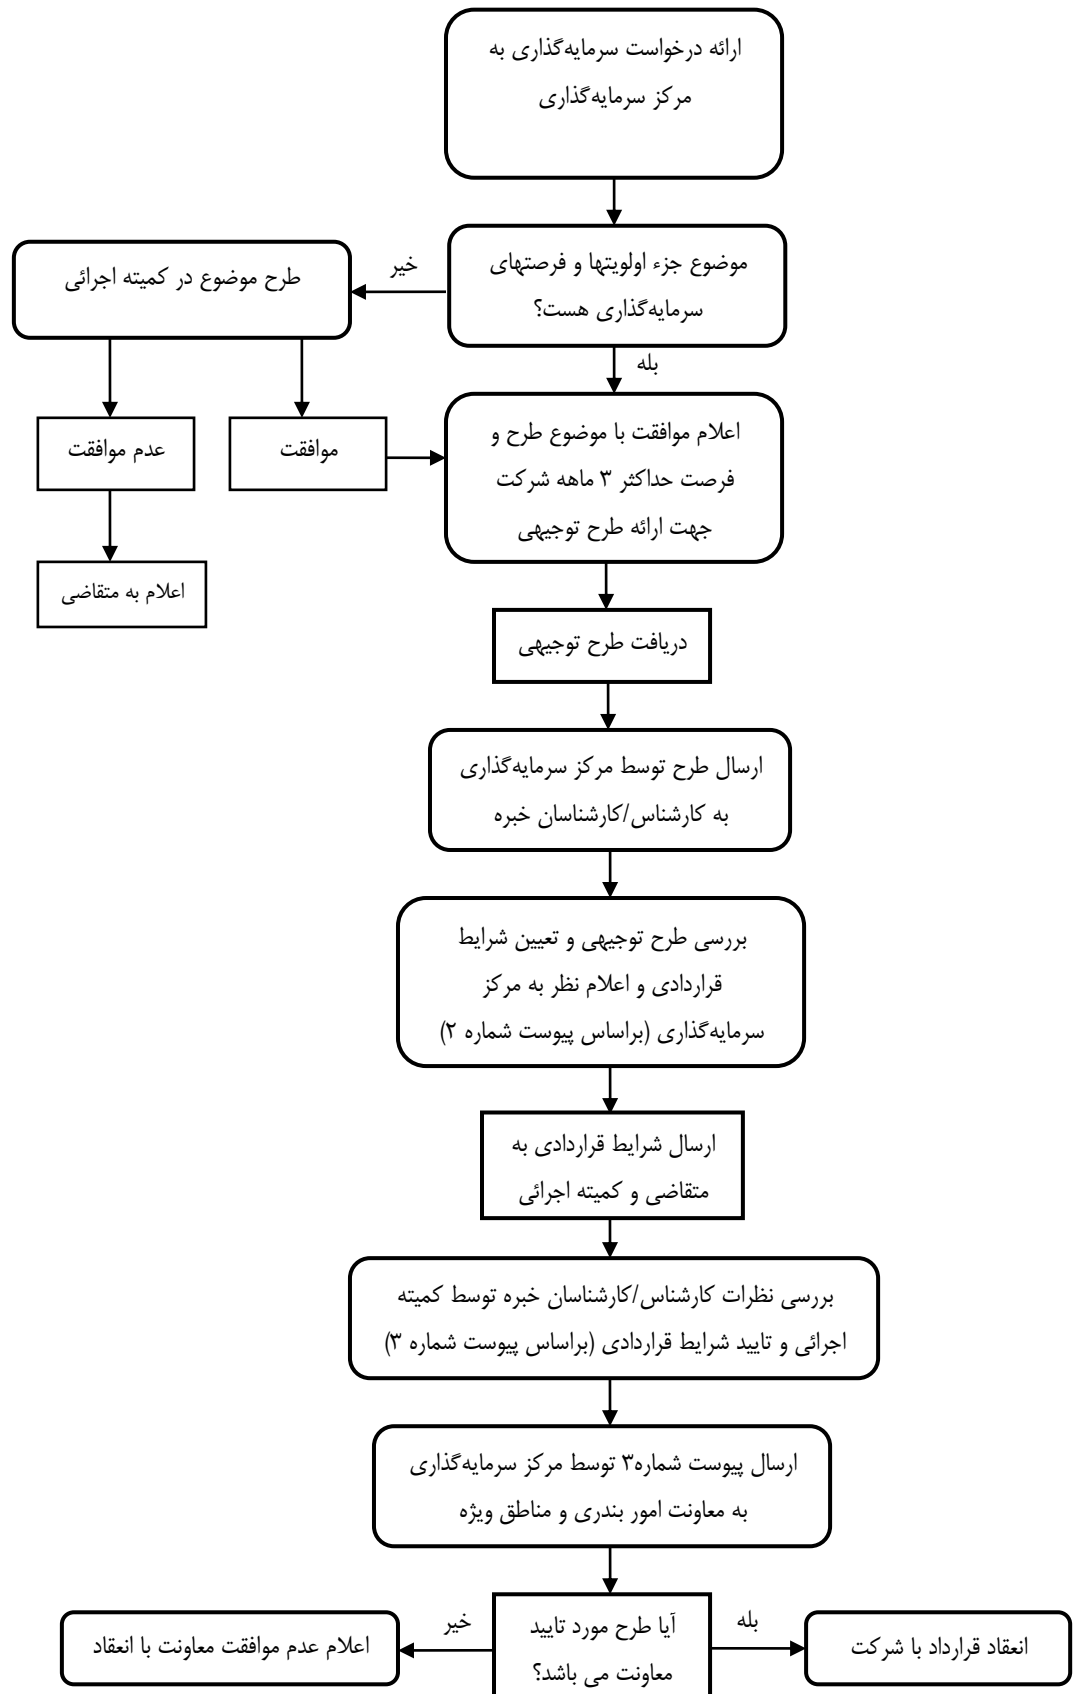 ارائه درخواست سرمایه‌گذاری به
مرکز سرمایه‌گذاری
موضوع جزء اولویتها و فرصتهای
سرمایه‌گذاری هست؟
خیر
طرح موضوع در کمیته اجرائی
بله
عدم موافقت
موافقت
اعلام موافقت با موضوع طرح و
فرصت حداکثر ۳ ماهه شرکت
جهت ارائه طرح توجیهی
اعلام به متقاضی
دریافت طرح توجیهی
ارسال طرح توسط مرکز سرمایه‌گذاری
به کارشناس/کارشناسان خبره
بررسی طرح توجیهی و تعیین شرایط
قراردادی و اعلام نظر به مرکز
سرمایه‌گذاری (براساس پیوست شماره ۲)
ارسال شرایط قراردادی به
متقاضی و کمیته اجرائی
بررسی نظرات کارشناس/کارشناسان خبره توسط کمیته
اجرائی و تایید شرایط قراردادی (براساس پیوست شماره ۳)
ارسال پیوست شماره۳ توسط مرکز سرمایه‌گذاری
به معاونت امور بندری و مناطق ویژه
آیا طرح مورد تایید
معاونت می باشد؟
بله
انعقاد قرارداد با شرکت
خیر
اعلام عدم موافقت معاونت با انعقاد